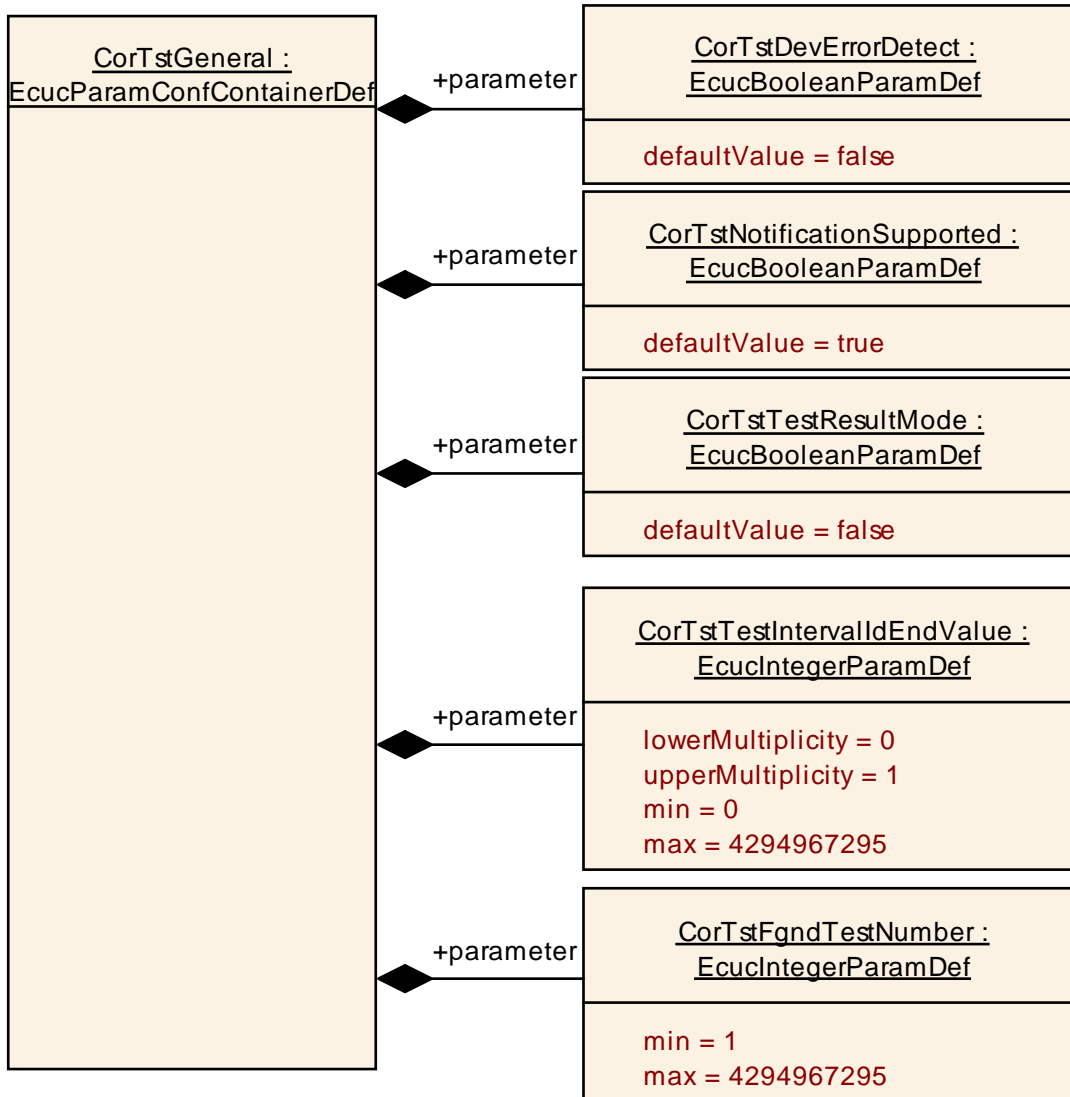 CorTstGeneral :
EcucParamConfContainerDef
+parameter
CorTstDevErrorDetect :
EcucBooleanParamDef
defaultValue = false
+parameter
CorTstNotificationSupported :
EcucBooleanParamDef
defaultValue = true
+parameter
CorTstTestResultMode :
EcucBooleanParamDef
defaultValue = false
+parameter
CorTstTestIntervalIdEndValue :
EcucIntegerParamDef
lowerMultiplicity = 0
upperMultiplicity = 1
min = 0
max = 4294967295
+parameter
CorTstFgndTestNumber :
EcucIntegerParamDef
min = 1
max = 4294967295